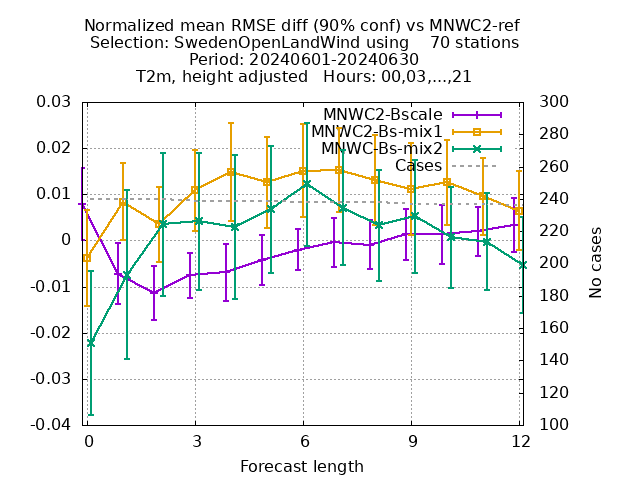 Normalized mean RMSE diff (90% conf) vs MNWC2-ref
Selection: SwedenOpenLandWind using    70 stations
Period: 20240601-20240630
T2m, height adjusted   Hours: 00,03,...,21
MNWC2-Bscale
MNWC2-Bs-mix1
MNWC-Bs-mix2
Cases
0.03
0.02
0.01
0
-0.01
-0.02
-0.03
-0.04
300
280
260
240
220
200
180
160
140
120
100
No cases
0 3 6 9 12
Forecast length